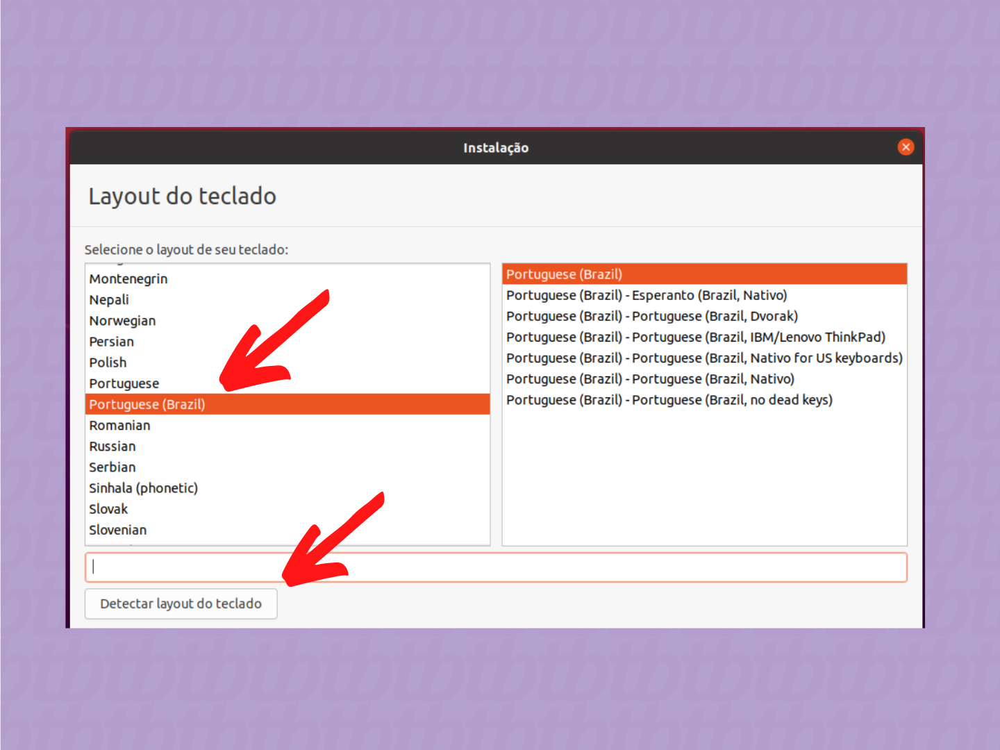 Instalação
Layout do teclado
Selecione o layout de seu teclado:
Montenegrin
Nepali
Norwegian
Persian
Polish
Portuguese
Portuguese (Brazil)
Romanian
Russian
Serbian
Sinhala (phonetic)
Slovak
Slovenian
Portuguese (Brazil)
Portuguese (Brazil) - Esperanto (Brazil, Nativo)
Portuguese (Brazil) - Portuguese (Brazil, Dvorak)
Portuguese (Brazil) - Portuguese (Brazil, IBM/Lenovo ThinkPad)
Portuguese (Brazil) - Portuguese (Brazil, Nativo for US keyboards)
Portuguese (Brazil) - Portuguese (Brazil, Nativo)
Portuguese (Brazil) - Portuguese (Brazil, no dead keys)
Detectar layout do teclado